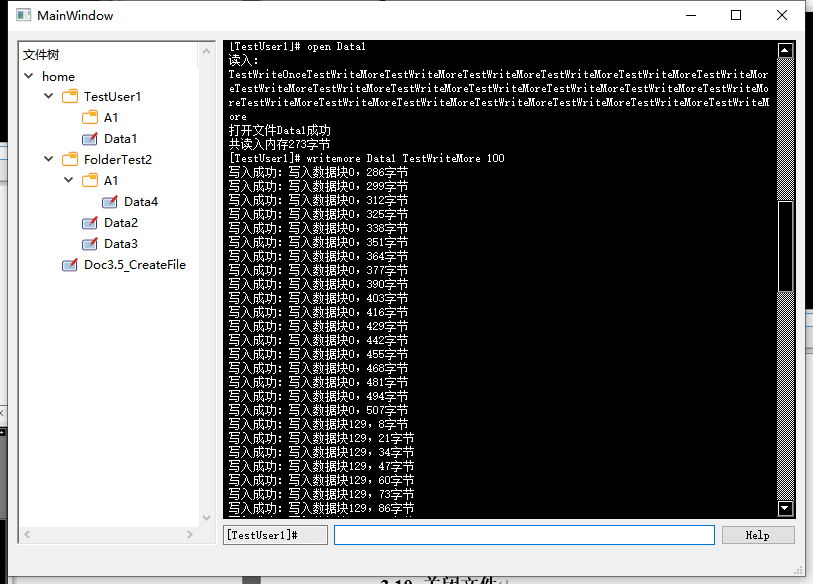 MainWindow
文件树
home
TestUser1
A1
Data1
FolderTest2
A1
Data4
Data2
Data3
Doc3.5_CreateFile
[TestUser1]# open Data1
读入:
TestWriteOnceTestWriteMoreTestWriteMoreTestWriteMoreTestWriteMoreTestWriteMoreTestWriteMor
eTestWriteMoreTestWriteMoreTestWriteMoreTestWriteMoreTestWriteMoreTestWriteMoreTestWriteMo
reTestWriteMoreTestWriteMoreTestWriteMoreTestWriteMoreTestWriteMoreTestWriteMoreTestWriteM
ore
打开文件Data1成功
共读入内存273字节
[TestUser1]# writemore Data1 TestWriteMore 100
写入成功: 写入数据块0, 286字节
写入成功: 写入数据块0, 299字节
写入成功: 写入数据块0, 312字节
写入成功: 写入数据块0, 325字节
写入成功: 写入数据块0, 338字节
写入成功: 写入数据块0, 351字节
写入成功: 写入数据块0, 364字节
写入成功: 写入数据块0, 377字节
写入成功: 写入数据块0, 390字节
写入成功: 写入数据块0, 403字节
写入成功: 写入数据块0, 416字节
写入成功: 写入数据块0, 429字节
写入成功: 写入数据块0, 442字节
写入成功: 写入数据块0, 455字节
写入成功: 写入数据块0, 468字节
写入成功: 写入数据块0, 481字节
写入成功: 写入数据块0, 494字节
写入成功: 写入数据块0, 507字节
写入成功: 写入数据块129, 8字节
写入成功: 写入数据块129, 21字节
写入成功: 写入数据块129, 34字节
写入成功: 写入数据块129, 47字节
写入成功: 写入数据块129, 60字节
写入成功: 写入数据块129, 73字节
写入成功: 写入数据块129, 86字节
[TestUser1]#
Help